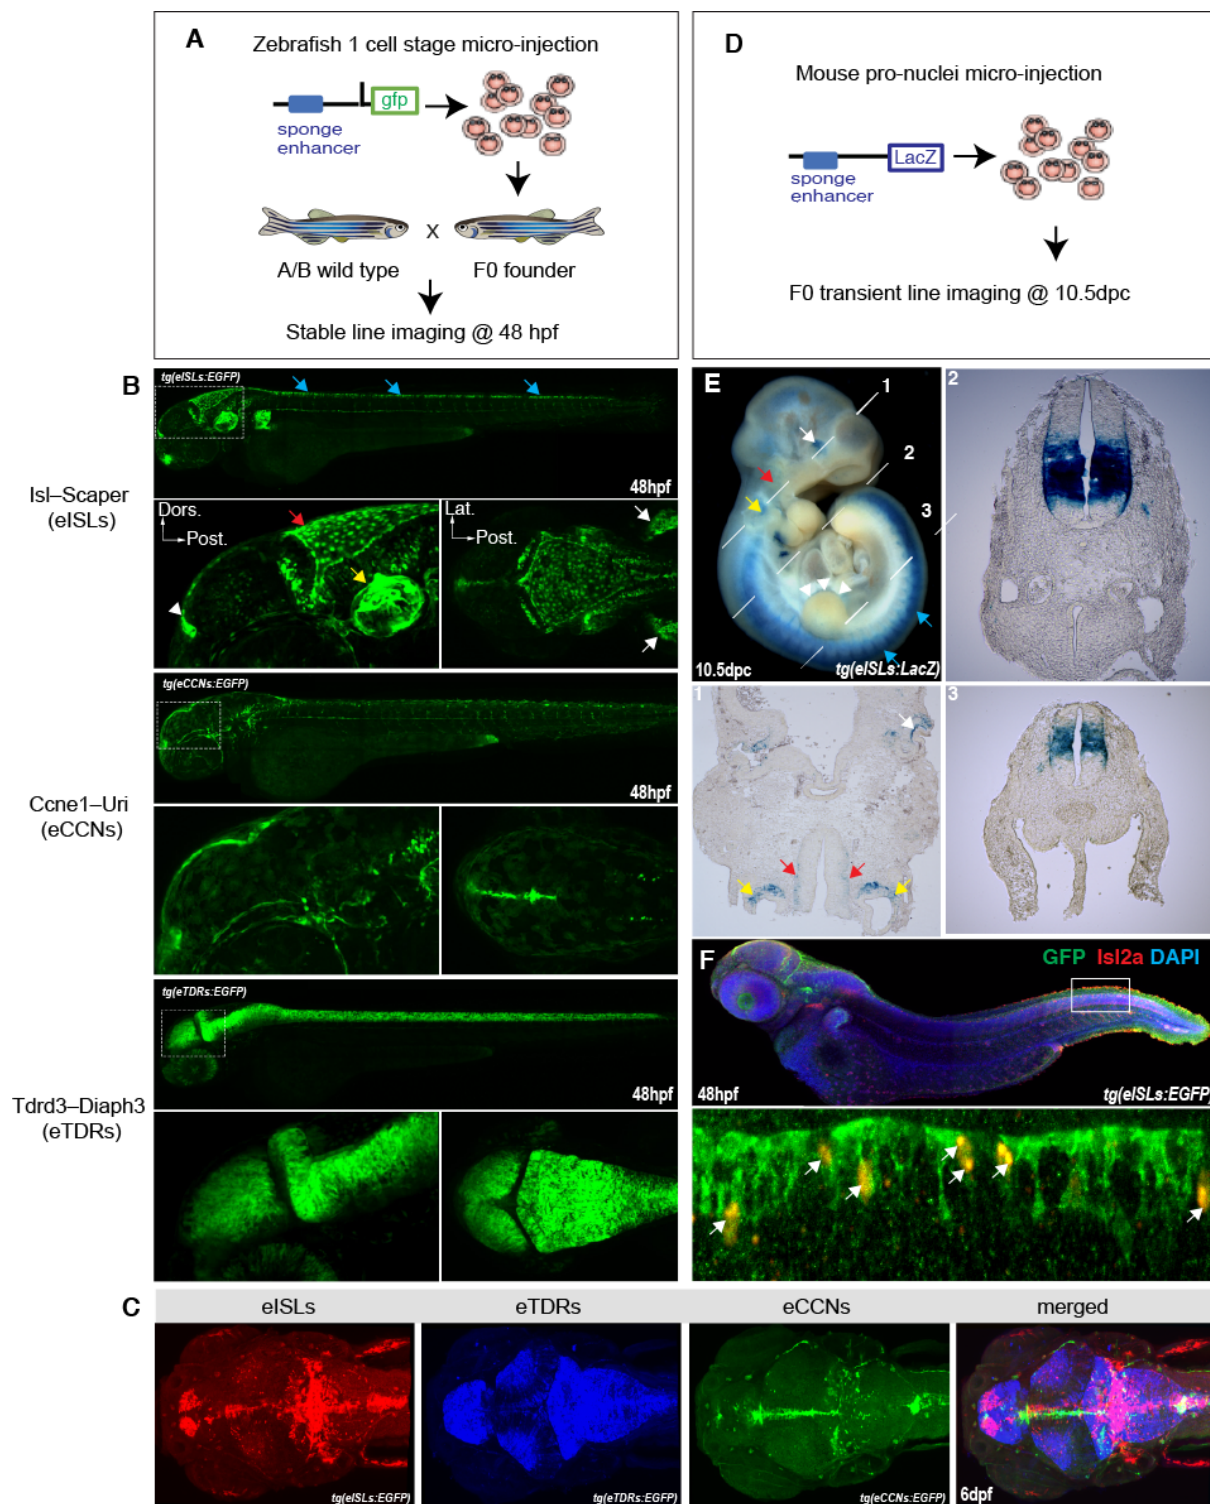 A
Zebrafish 1 cell stage micro-injection
gfp
sponge
enhancer
X
A/B wild type
F0 founder
Stable line imaging @ 48 hpf
D
Mouse pro-nuclei micro-injection
LacZ
sponge
enhancer
F0 transient line imaging @ 10.5dpc
B
tg(eISLs:EGFP)
48hpf
Isl–Scaper
(eISLs)
Dors.
Post.
Lat.
Post.
tg(eCCNs:EGFP)
48hpf
Ccne1–Uri
(eCCNs)
tg(eTDRs:EGFP)
48hpf
Tdrd3–Diaph3
(eTDRs)
E
1
2
3
10.5dpc
tg(eISLs:LacZ)
2
1
3
F
GFP Isl2a DAPI
48hpf
tg(eISLs:EGFP)
C
eISLs
eTDRs
eCCNs
merged
tg(eISLs:EGFP)
tg(eTDRs:EGFP)
tg(eCCNs:EGFP)
6dpf